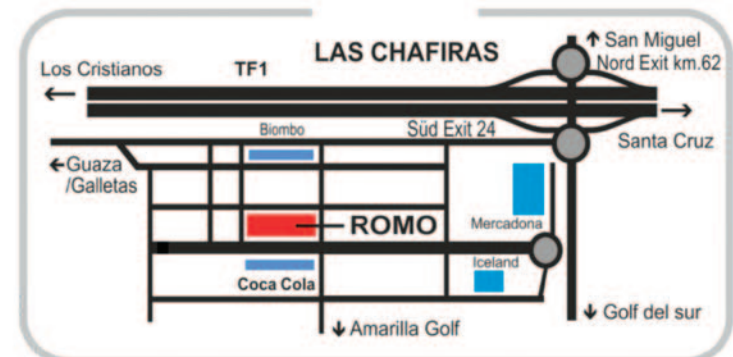 LAS CHAFIRAS
↑ San Miguel
Nord Exit km.62
Los Cristianos
TF1
←
→
Biombo
Süd Exit 24
Santa Cruz
←Guaza
/Galletas
ROMO
Mercadona
Iceland
Coca Cola
↓ Amarilla Golf
↓ Golf del sur